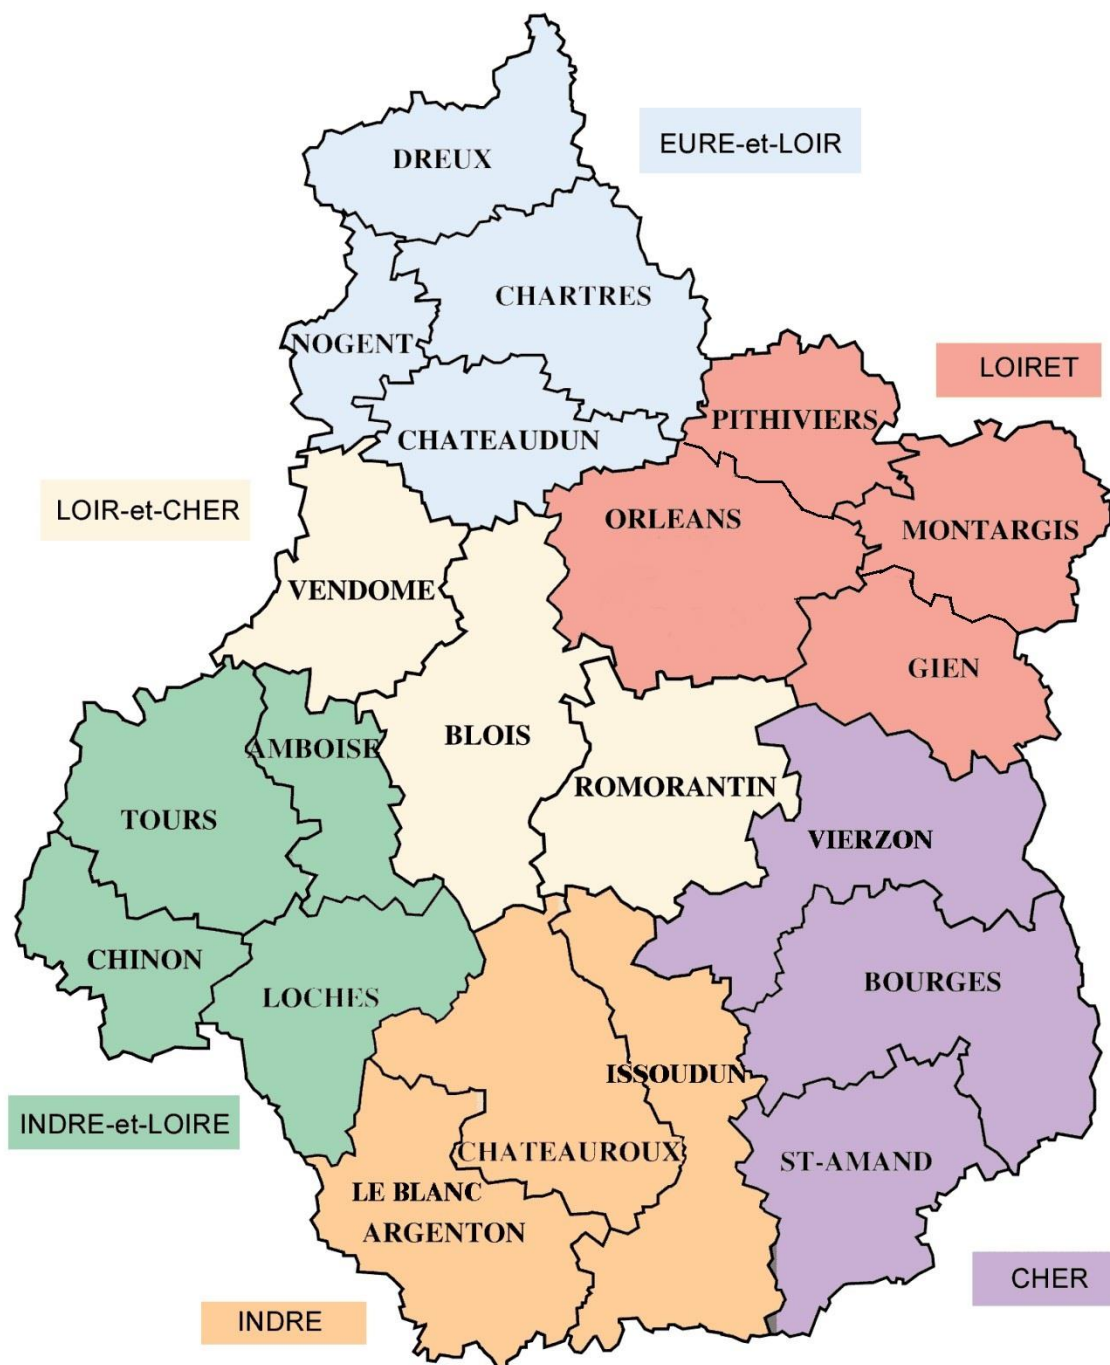 EURE-et-LOIR
DREUX
CHARTRES
NOGENT
LOIRET
PITHIVIERS
CHATEAUDUN
LOIR-et-CHER
ORLEANS
MONTARGIS
VENDOME
GIEN
BLOIS
AMBOISE
ROMORANTIN
TOURS
VIERZON
CHINON
BOURGES
LOCHES
ISSOUDUN
INDRE-et-LOIRE
CHATEAUROUX
ST-AMAND
LE BLANC
ARGENTON
CHER
INDRE